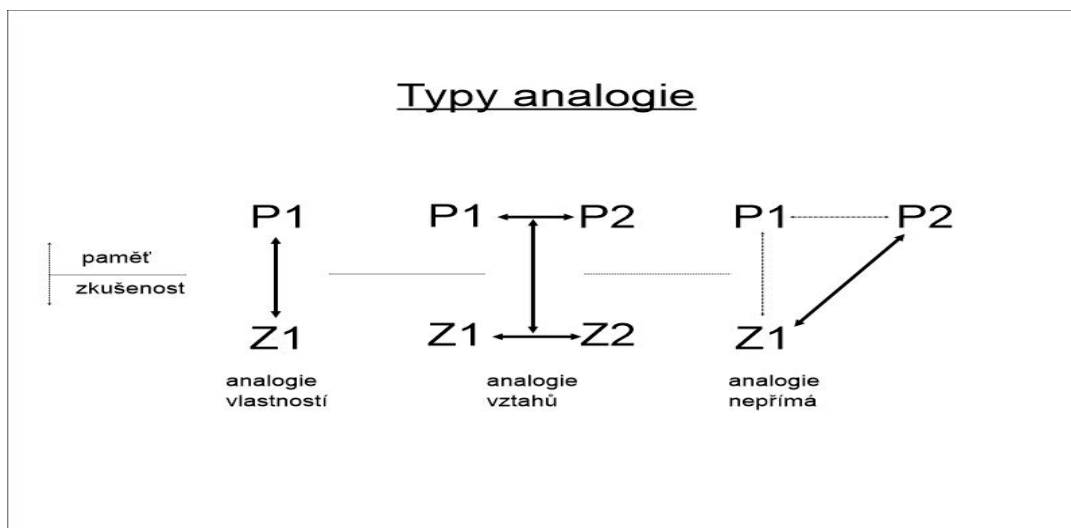 Typy analogie
P1 P1 P2 P1 P2
paměť
zkušenost
Z1 Z1 Z2 Z1
analogie vlastností
analogie vztahů
analogie nepřímá